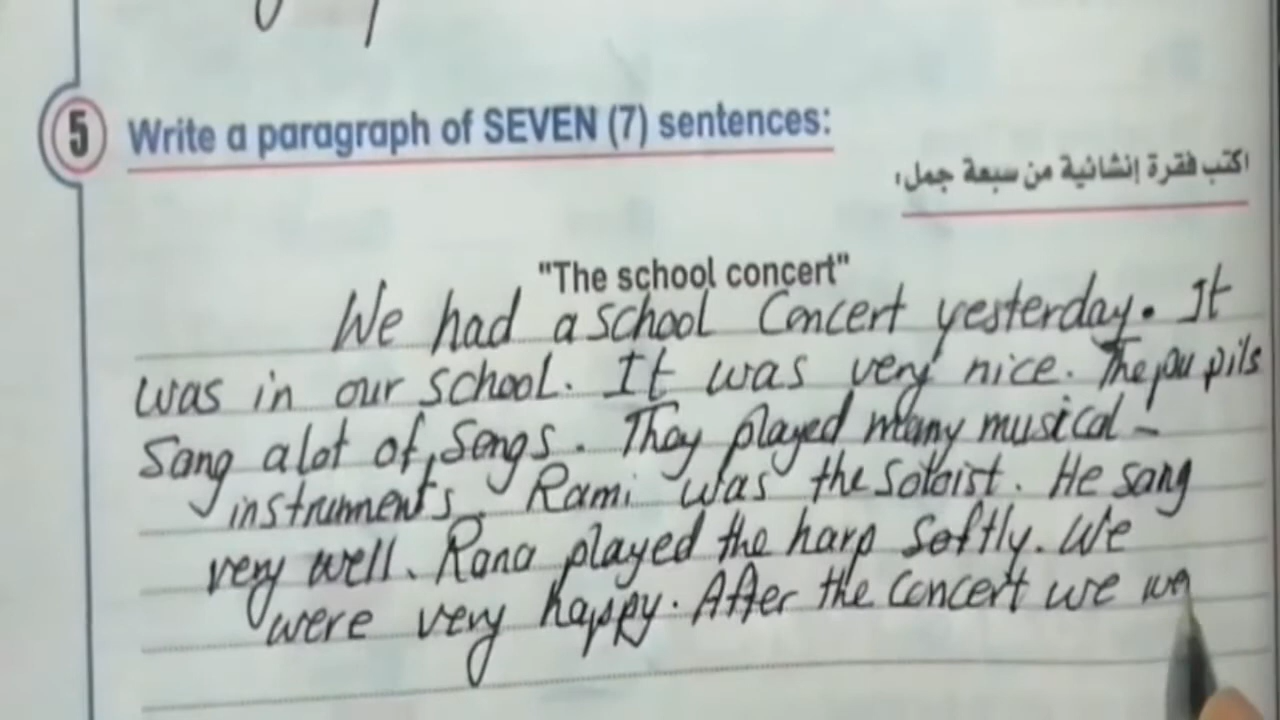 5 Write a paragraph of SEVEN (7) sentences:
اكتب فقرة إنشائية من سبعة جمل:
"The school concert"
We had a school Concert yesterday. It
was in our school. It was very nice. The pupils
Sang a lot of songs. They played many musical -
instruments. Rami was the soloist. He sang
very well. Rana played the harp Softly. We
were very happy. After the concert we we